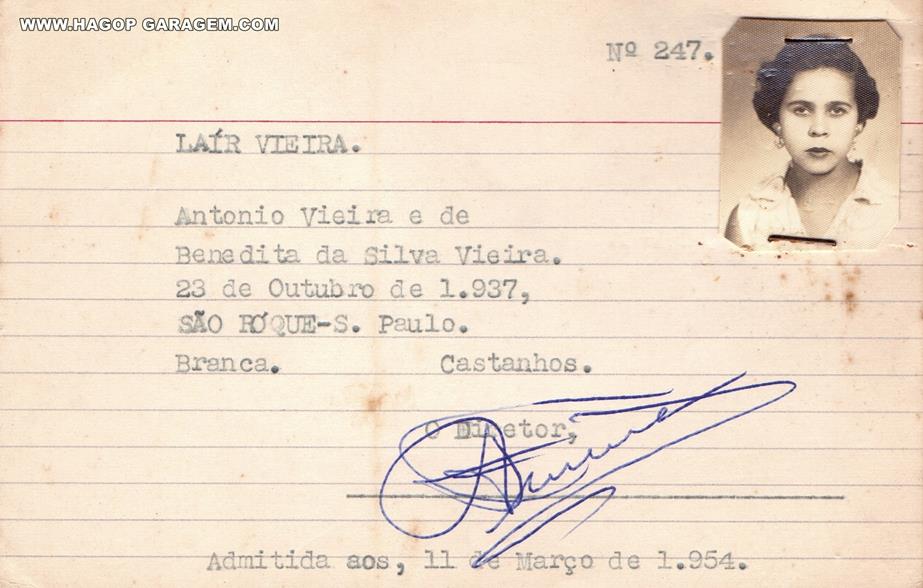 WWW.HAGOP GARAGEM.COM
Nº 247.
LAÍR VIEIRA.
Antonio Vieira e de
Benedita da Silva Vieira.
23 de Outubro de 1.937,
SÃO RÓQUE-S. Paulo.
Branca. Castanhos.
O Diretor,
Admitida aos, 11 de Março de 1.954.